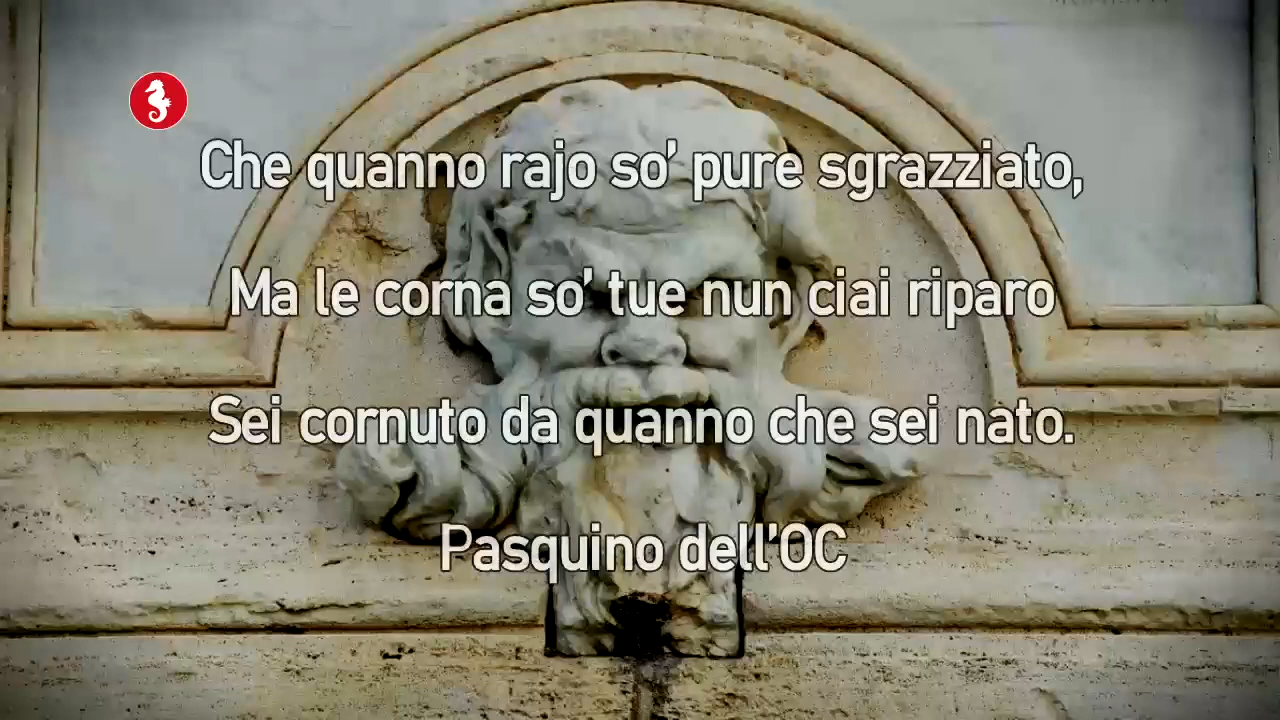 Che quanno rajo so' pure sgrazziato,
Ma le corna so' tue nun ciai riparo
Sei cornuto da quanno che sei nato.
Pasquino dell'OC